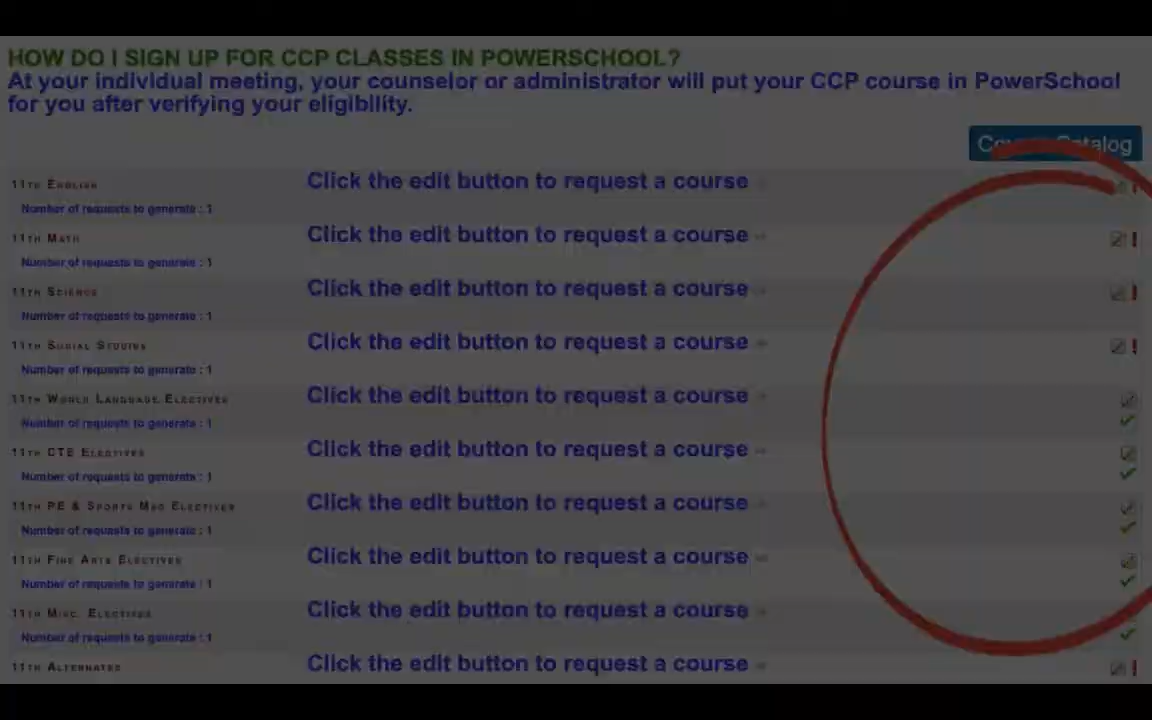 HOW DO I SIGN UP FOR CCP CLASSES IN POWERSCHOOL?
At your individual meeting, your counselor or administrator will put your CCP course in PowerSchool
for you after verifying your eligibility.
Course Catalog
11th English Click the edit button to request a course
Number of requests to generate : 1
11th Math Click the edit button to request a course
Number of requests to generate : 1
11th Science Click the edit button to request a course
Number of requests to generate : 1
11th Social Studies Click the edit button to request a course
Number of requests to generate : 1
11th World Language Electives Click the edit button to request a course
Number of requests to generate : 1
11th CTE Electives Click the edit button to request a course
Number of requests to generate : 1
11th PE & Sports Med Electives Click the edit button to request a course
Number of requests to generate : 1
11th Fine Arts Electives Click the edit button to request a course
Number of requests to generate : 1
11th Misc. Electives Click the edit button to request a course
Number of requests to generate : 1
11th Alternates Click the edit button to request a course